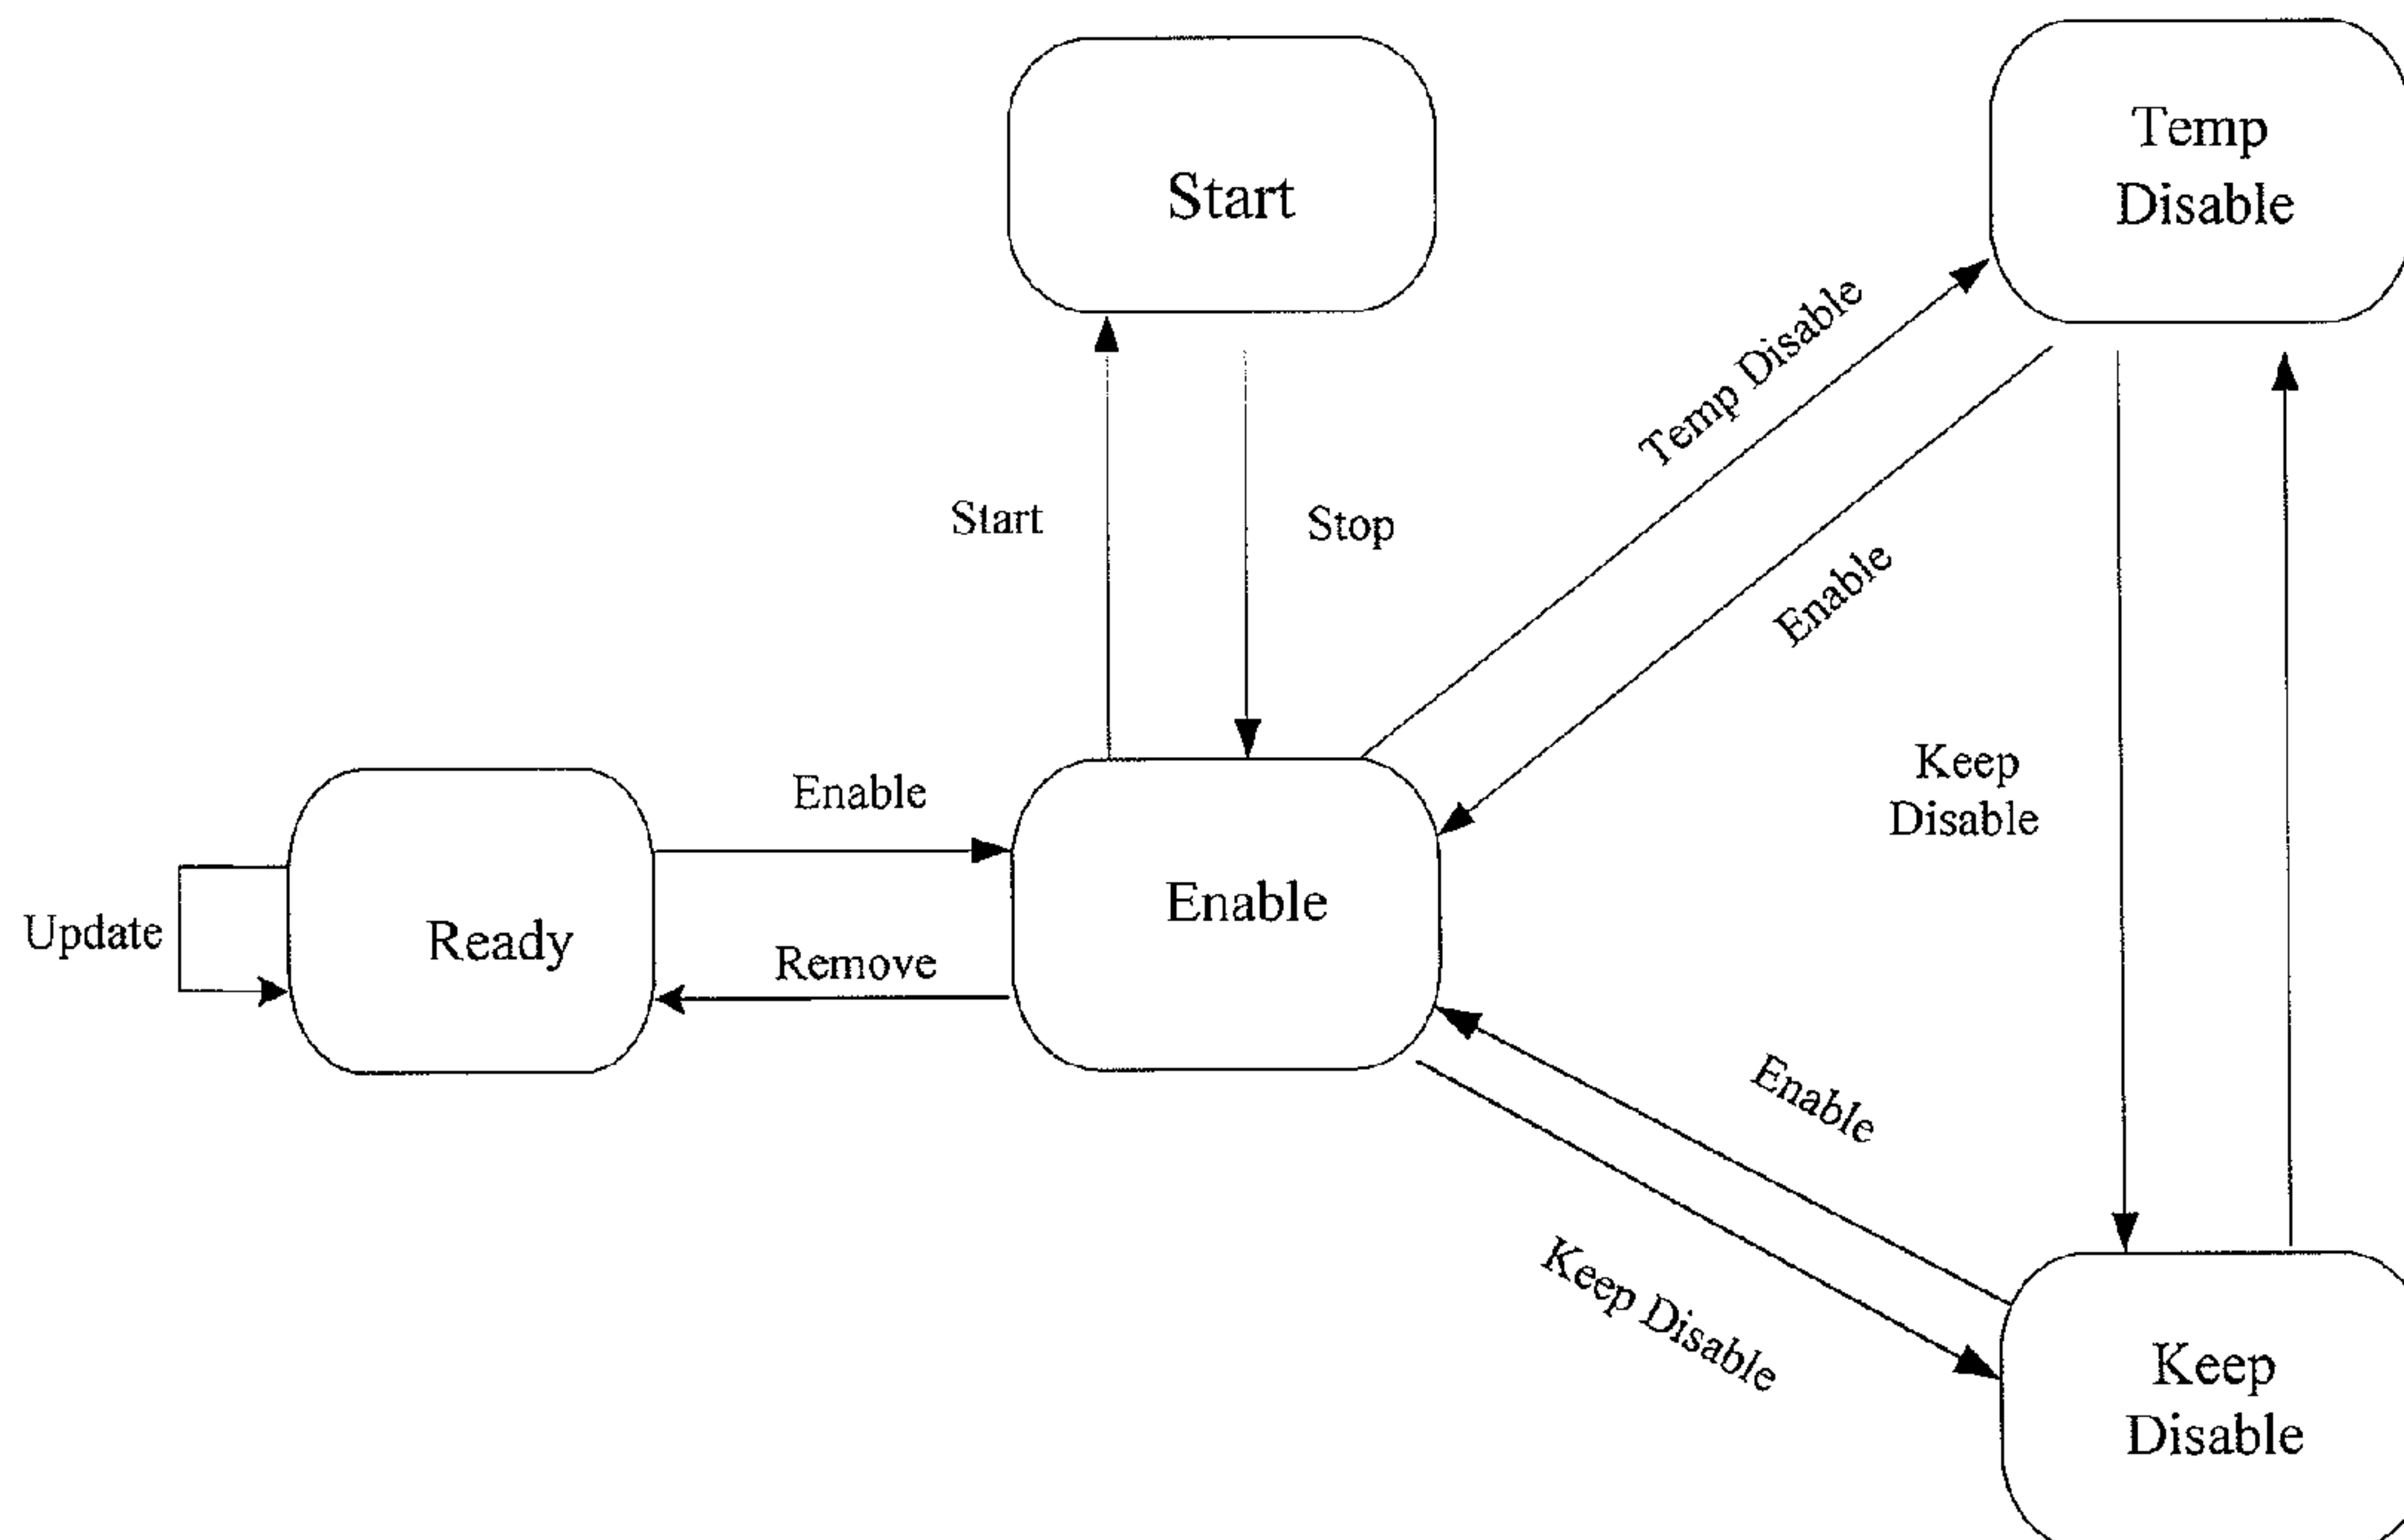 Start
Temp
Disable
Temp Disable
Start
Stop
Enable
Keep
Disable
Enable
Enable
Ready
Update
Remove
Enable
Keep Disable
Keep
Disable